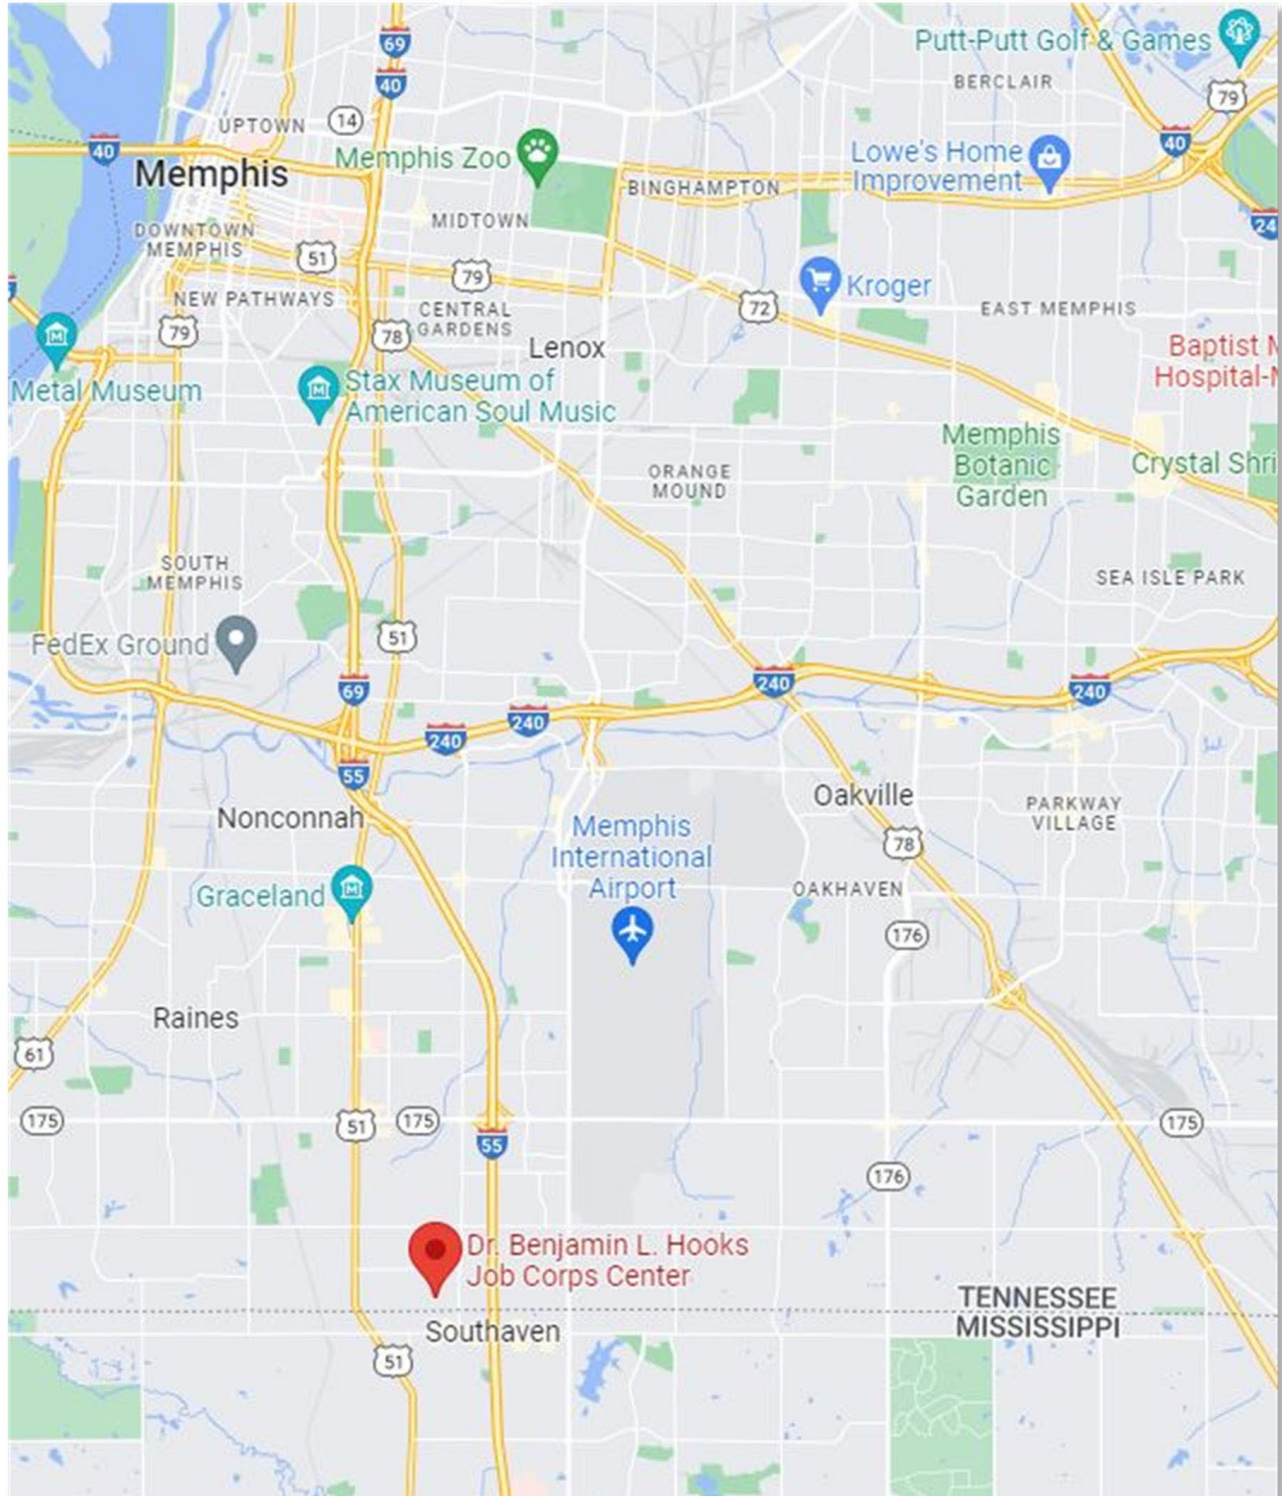 69
Putt-Putt Golf & Games
40
BERCLAIR
79
UPTOWN
14
40
Memphis Zoo
Lowe's Home
Improvement
40
Memphis
BINGHAMPTON
MIDTOWN
24
DOWNTOWN
MEMPHIS
51
79
Kroger
NEW PATHWAYS
CENTRAL
GARDENS
72
EAST MEMPHIS
79
78
Lenox
Baptist M
Hospital-M
Metal Museum
Stax Museum of
American Soul Music
Memphis
Botanic
Garden
Crystal Shri
ORANGE
MOUND
SOUTH
MEMPHIS
SEA ISLE PARK
FedEx Ground
51
69
240
240
240
240
55
Oakville
Nonconnah
PARKWAY
VILLAGE
Memphis
International
Airport
78
Graceland
OAKHAVEN
176
Raines
61
175
51
175
55
175
176
Dr. Benjamin L. Hooks
Job Corps Center
TENNESSEE
MISSISSIPPI
Southaven
51